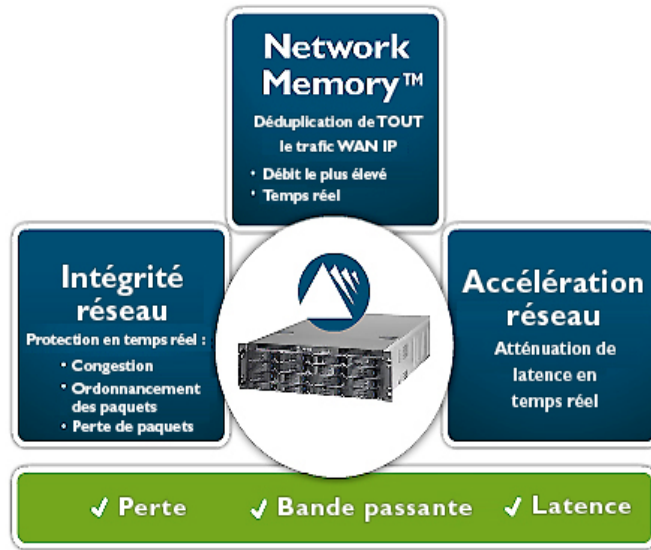 Network
Memory™
Déduplication de TOUT
le trafic WAN IP
• Débit le plus élevé
• Temps réel
Intégrité
réseau
Protection en temps réel :
• Congestion
• Ordonnancement
des paquets
• Perte de paquets
Accélération
réseau
Atténuation de
latence en
temps réel
✓ Perte ✓ Bande passante ✓ Latence